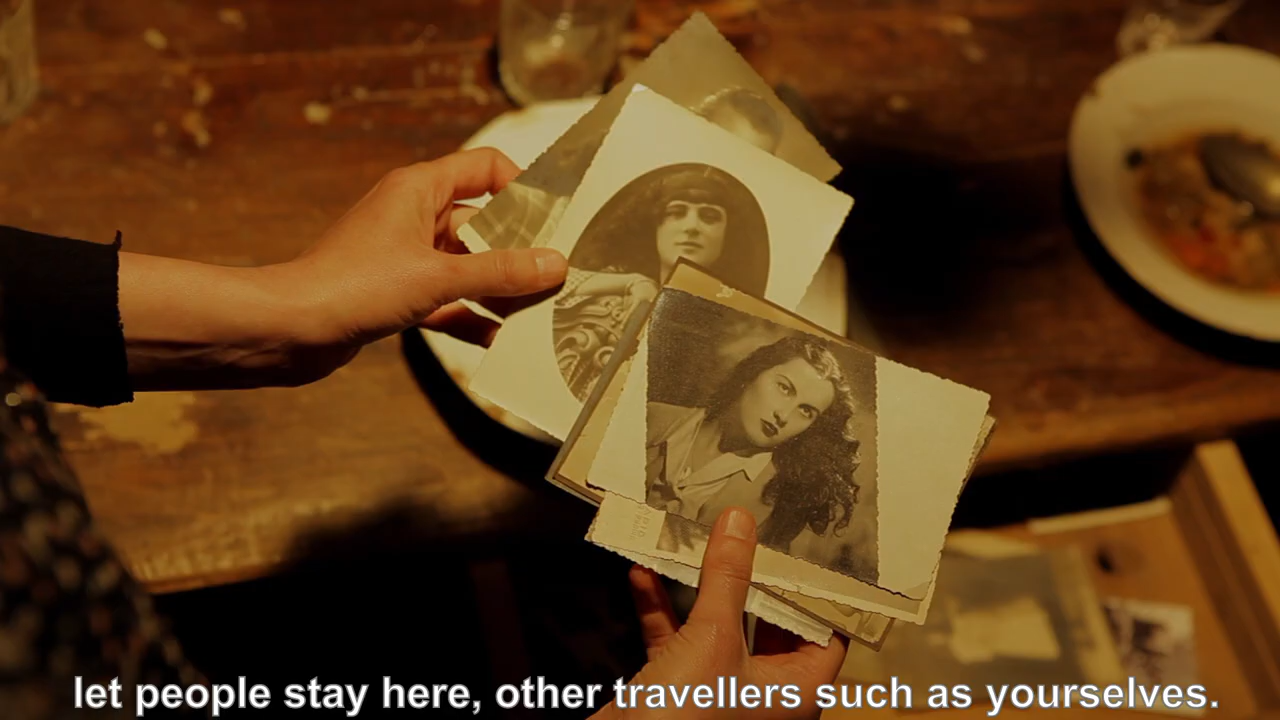 let people stay here, other travellers such as yourselves.